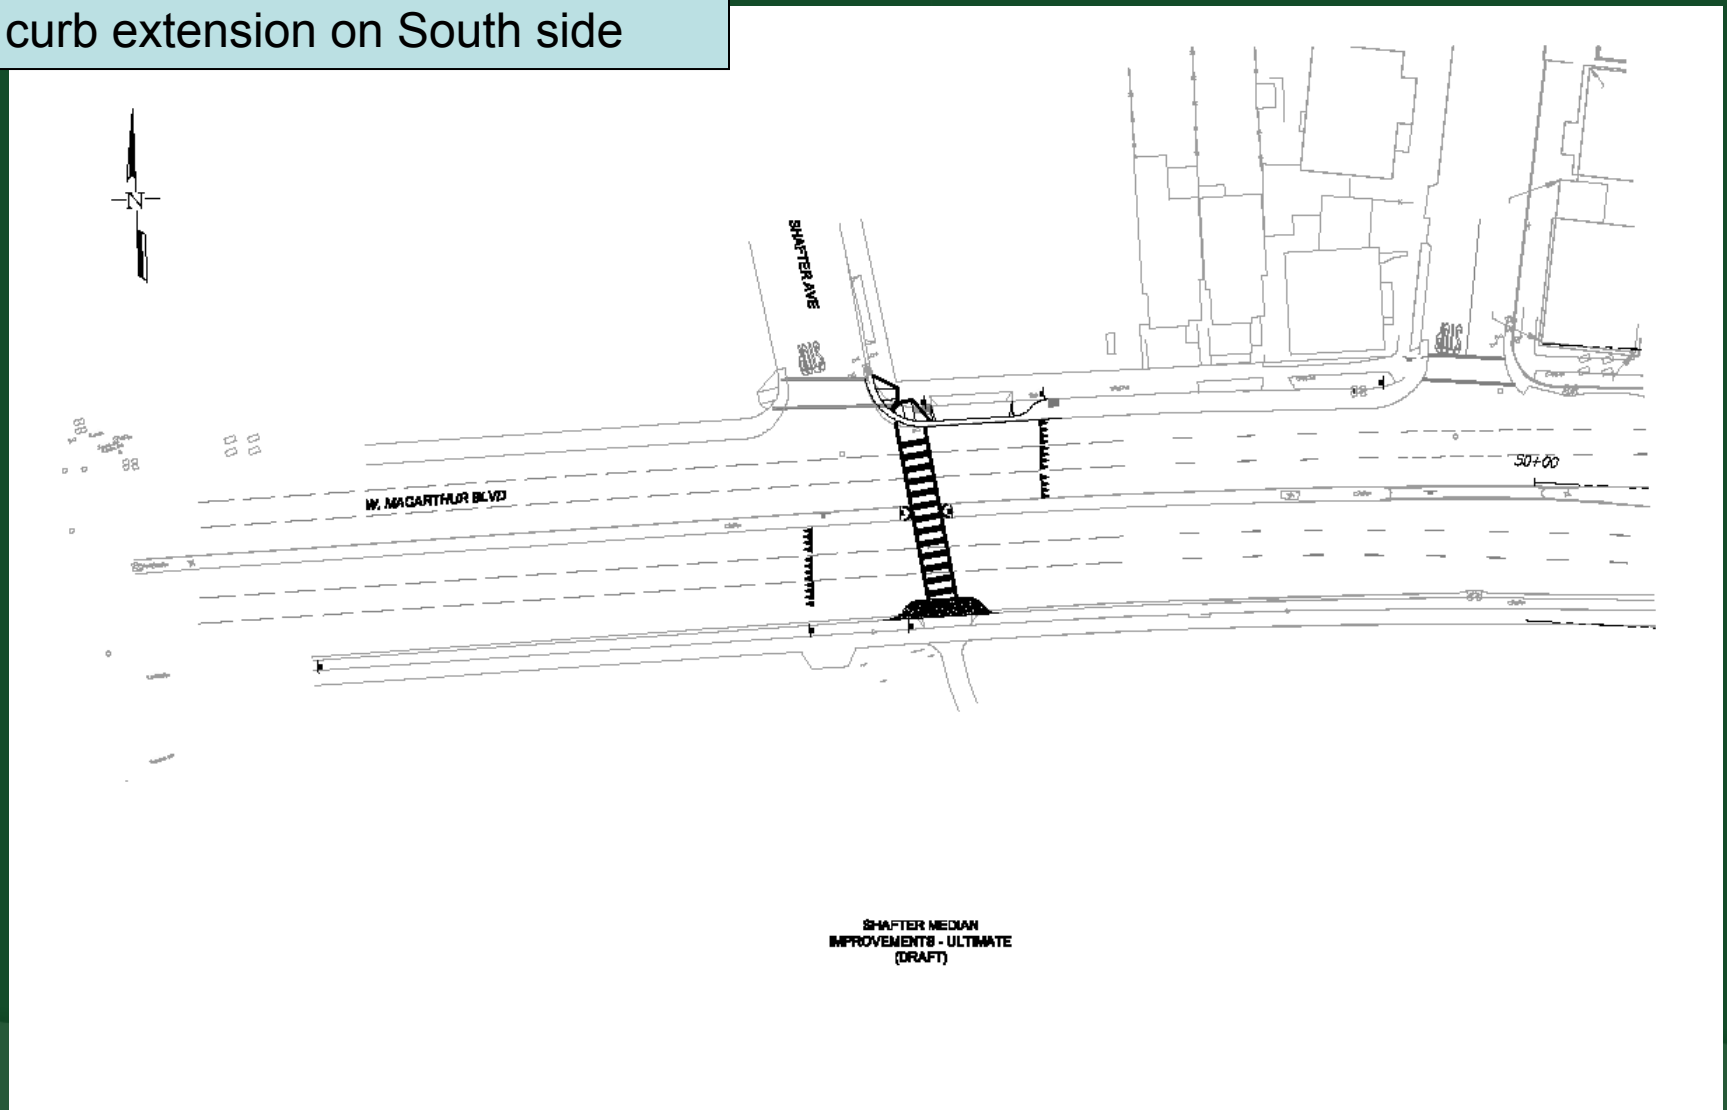 curb extension on South side
N
SHAFTER AVE
W. MACARTHUR BLVD
50+00
SHAFTER MEDIAN
IMPROVEMENTS - ULTIMATE
(DRAFT)